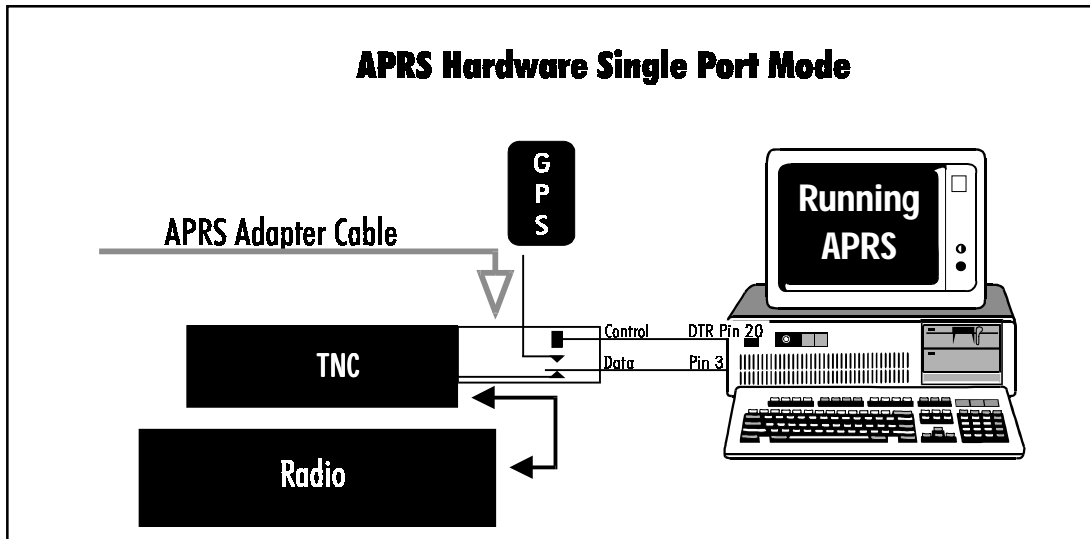 APRS Hardware Single Port Mode
G
P
S
Running
APRS
APRS Adapter Cable
Control
DTR Pin 20
TNC
Data
Pin 3
Radio